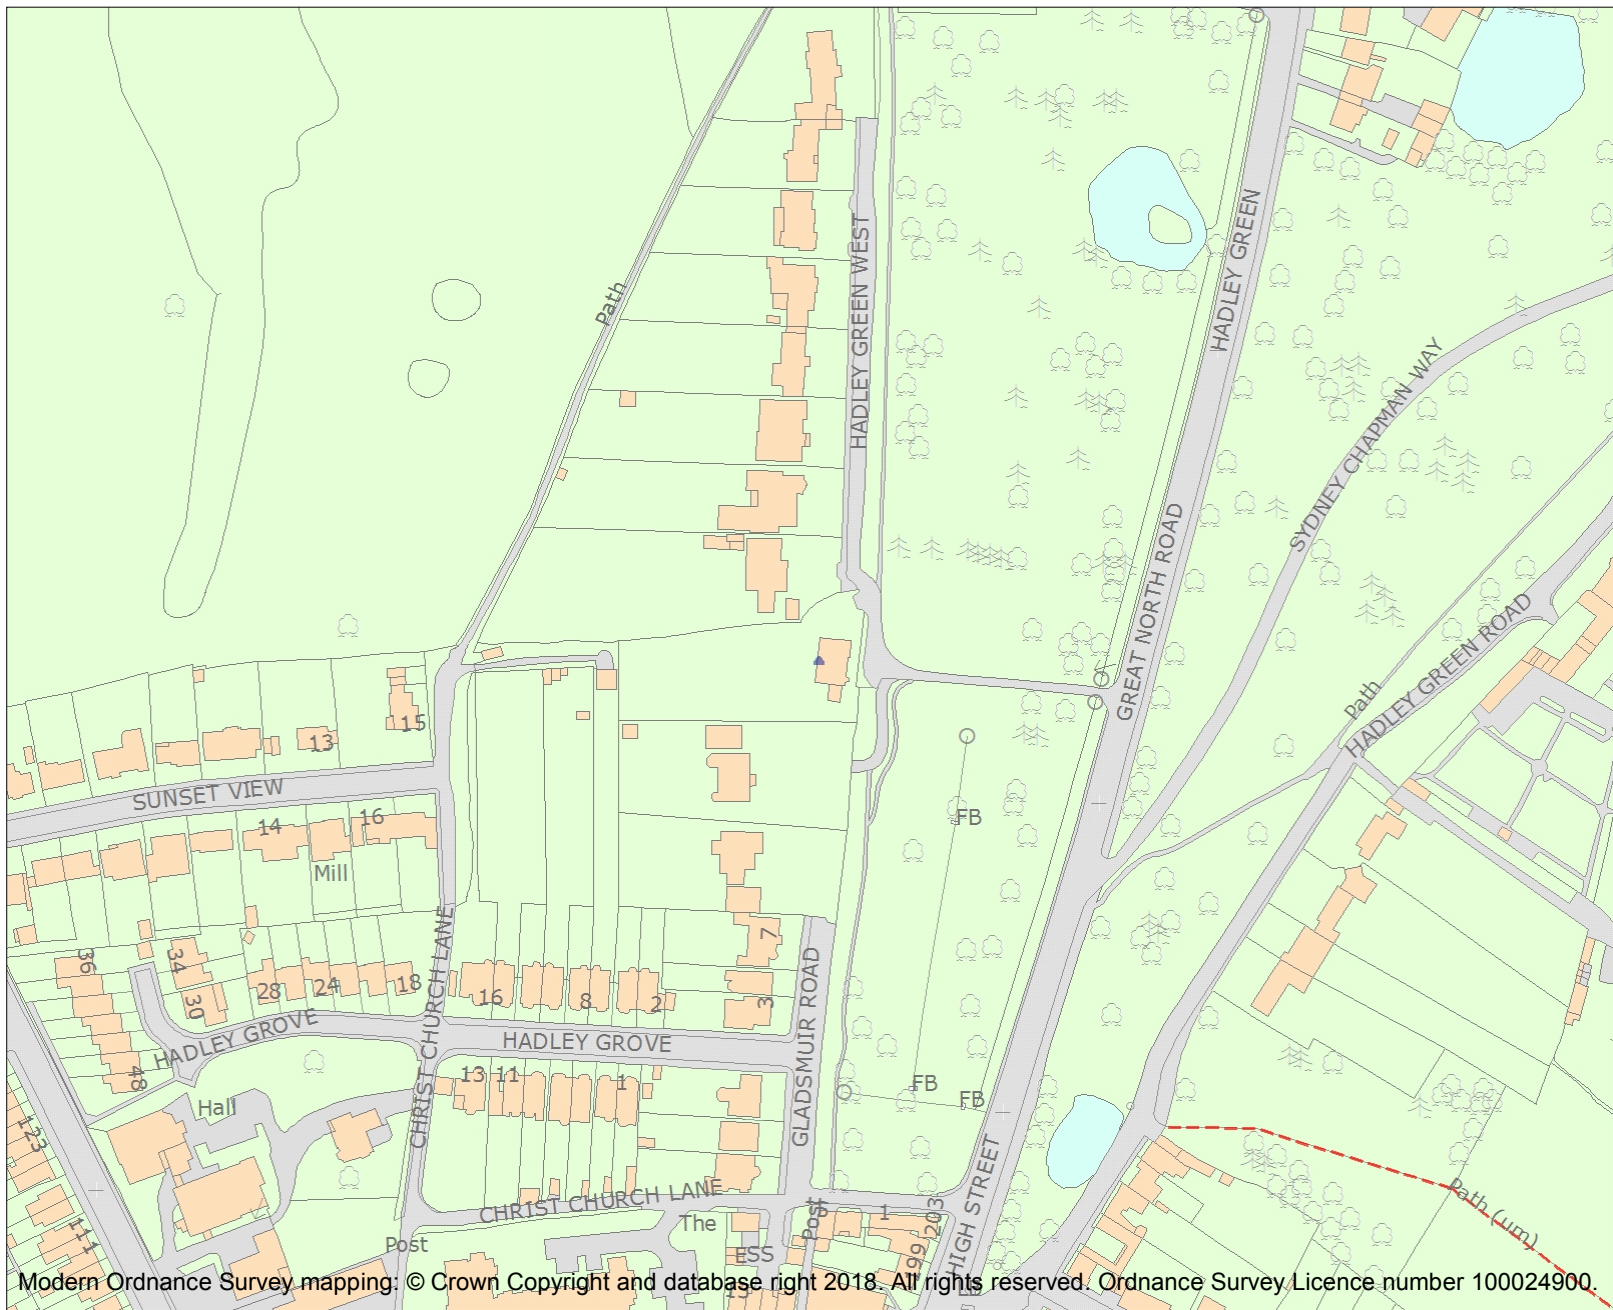 HADLEY GREEN WEST
HADLEY GREEN
Path
SYDNEY CHAPMAN WAY
GREAT NORTH ROAD
HADLEY GREEN ROAD
Path
15
13
SUNSET VIEW
14
16
Mill
FB
CHRIST CHURCH LANE
36
34
30
28
24
18
16
8
2
7
3
GLADSMUIR ROAD
HADLEY GROVE
HADLEY GROVE
48
13
11
1
FB
FB
Hall
123
111
CHRIST CHURCH LANE
HIGH STREET
Path (um)
Post
The
ESS
Post
1
203
199
15
Modern Ordnance Survey mapping: © Crown Copyright and database right 2018. All rights reserved. Ordnance Survey Licence number 100024900.